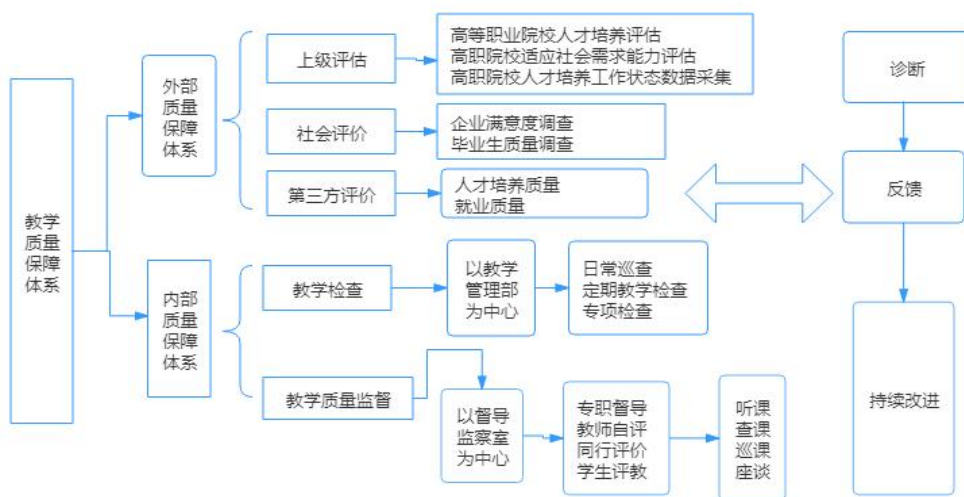 教学
质量
保障
体系
外部
质量
保障
体系
上级评估
高等职业院校人才培养评估
高职院校适应社会需求能力评估
高职院校人才培养工作状态数据采集
社会评价
企业满意度调查
毕业生质量调查
第三方评价
人才培养质量
就业质量
内部
质量
保障
体系
教学检查
以教学
管理部
为中心
日常巡查
定期教学检查
专项检查
教学质量监督
以督导
监察室
为中心
专职督导
教师自评
同行评价
学生评教
听课
查课
巡课
座谈
诊断
反馈
持续改进